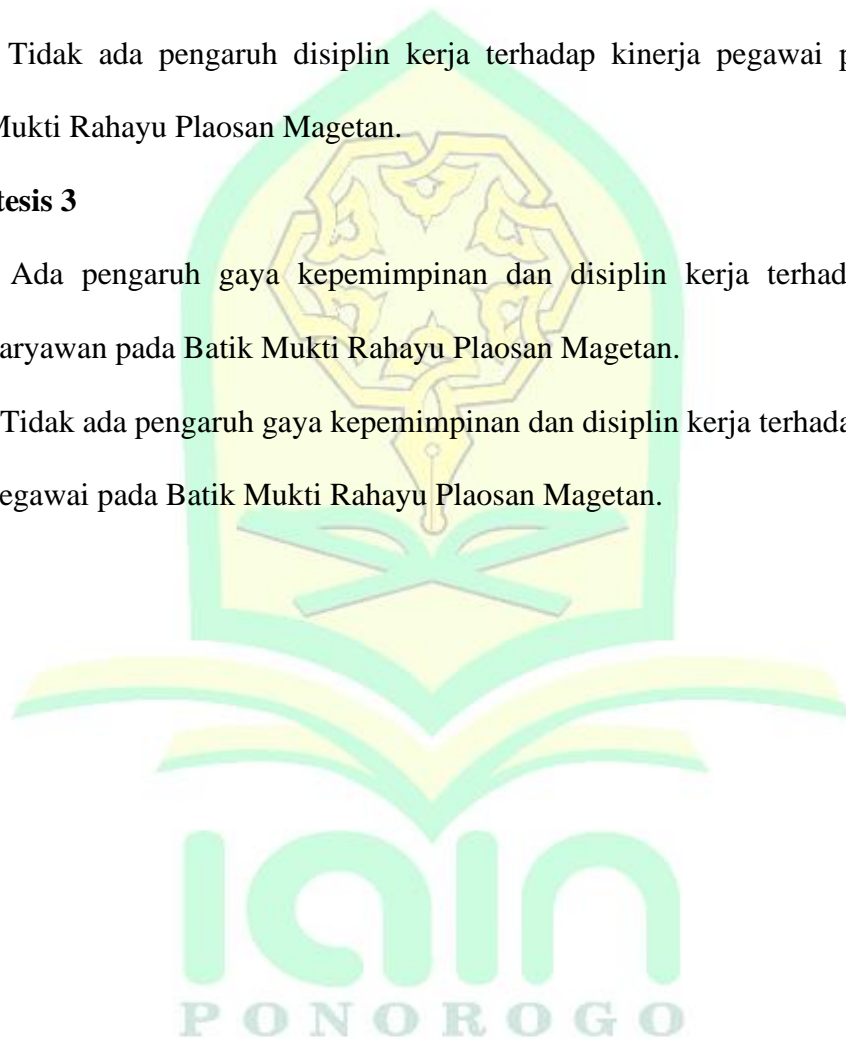 Tidak ada pengaruh disiplin kerja terhadap kinerja pegawai p
Mukti Rahayu Plaosan Magetan.
tesis 3
Ada pengaruh gaya kepemimpinan dan disiplin kerja terhad
aryawan pada Batik Mukti Rahayu Plaosan Magetan.
Tidak ada pengaruh gaya kepemimpinan dan disiplin kerja terhada
egawai pada Batik Mukti Rahayu Plaosan Magetan.
iain
PONOROGO